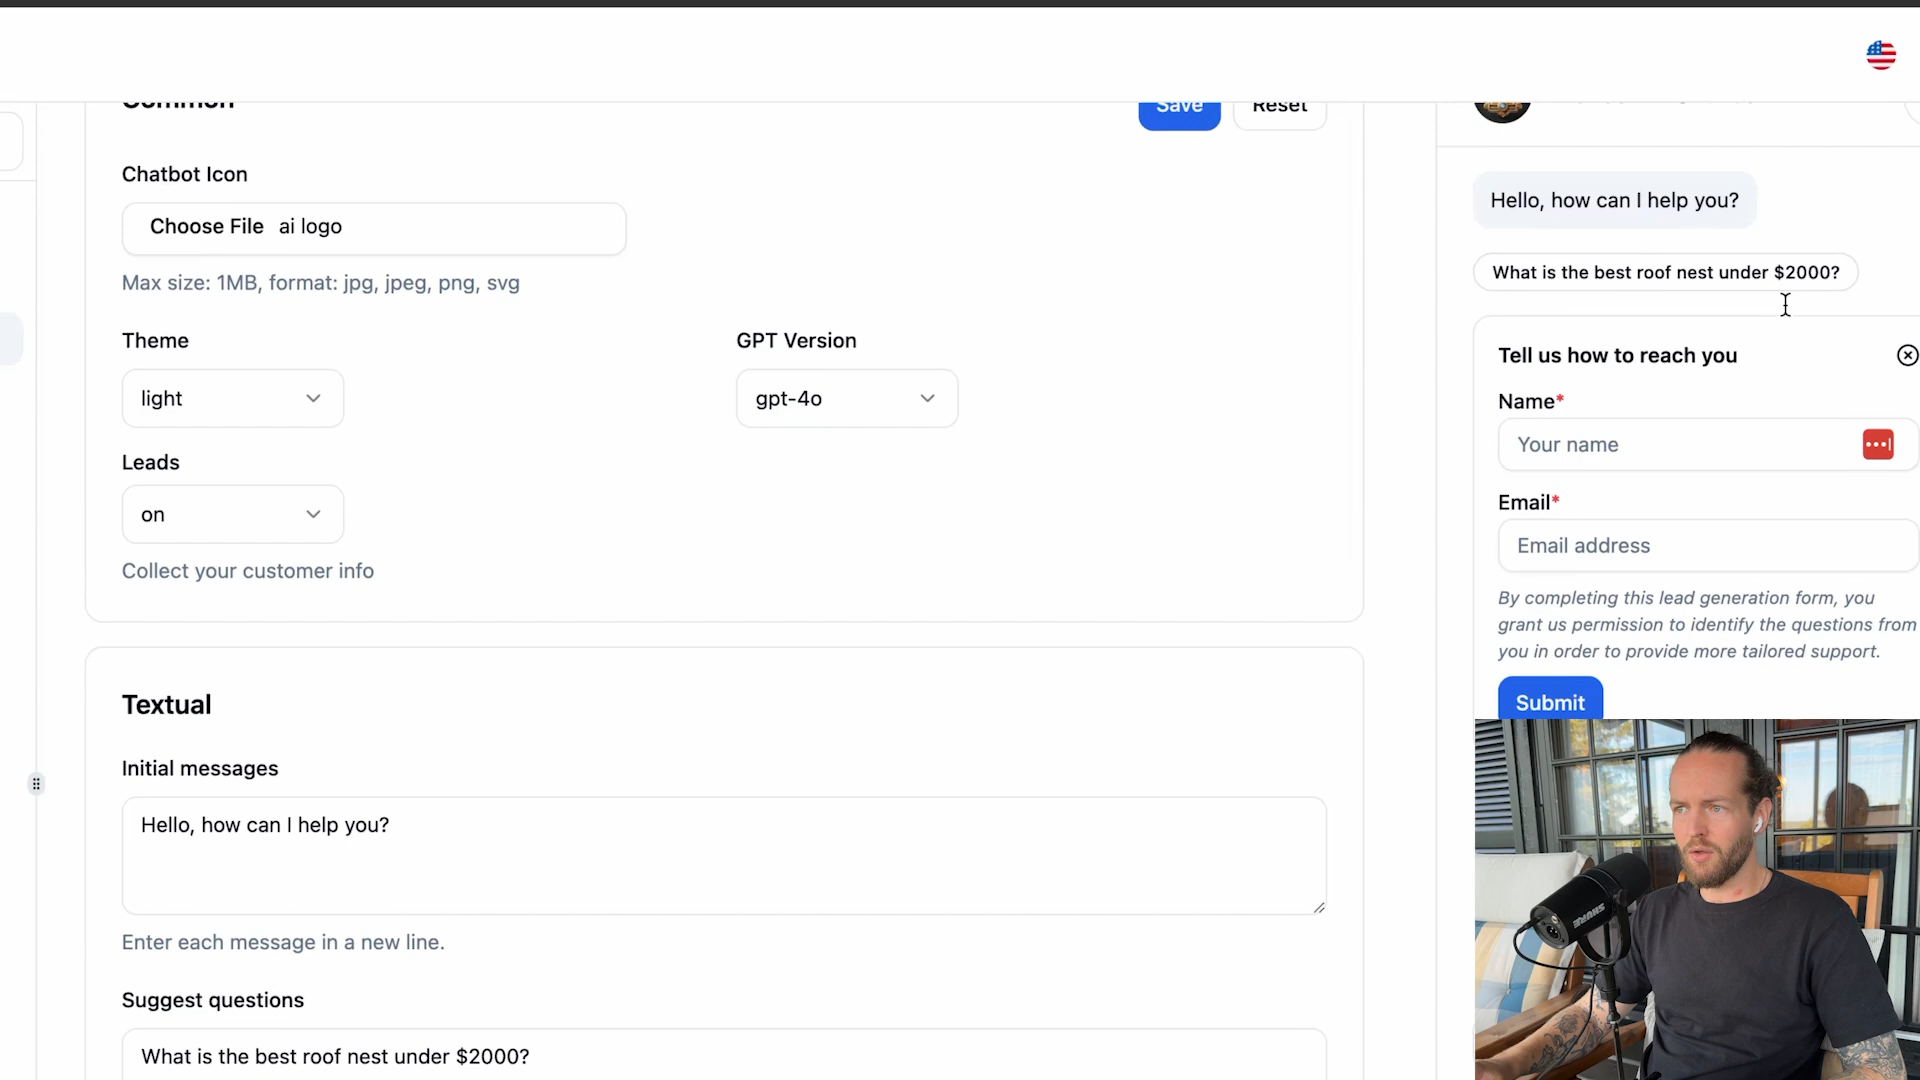 Common
Save
Reset
Chatbot Icon
Choose File ai logo
Max size: 1MB, format: jpg, jpeg, png, svg
Theme
GPT Version
light
gpt-4o
Leads
on
Collect your customer info
Textual
Initial messages
Hello, how can I help you?
Enter each message in a new line.
Suggest questions
What is the best roof nest under $2000?
Hello, how can I help you?
What is the best roof nest under $2000?
Tell us how to reach you
Name*
Your name
Email*
Email address
By completing this lead generation form, you
grant us permission to identify the questions from
you in order to provide more tailored support.
Submit
SHURE